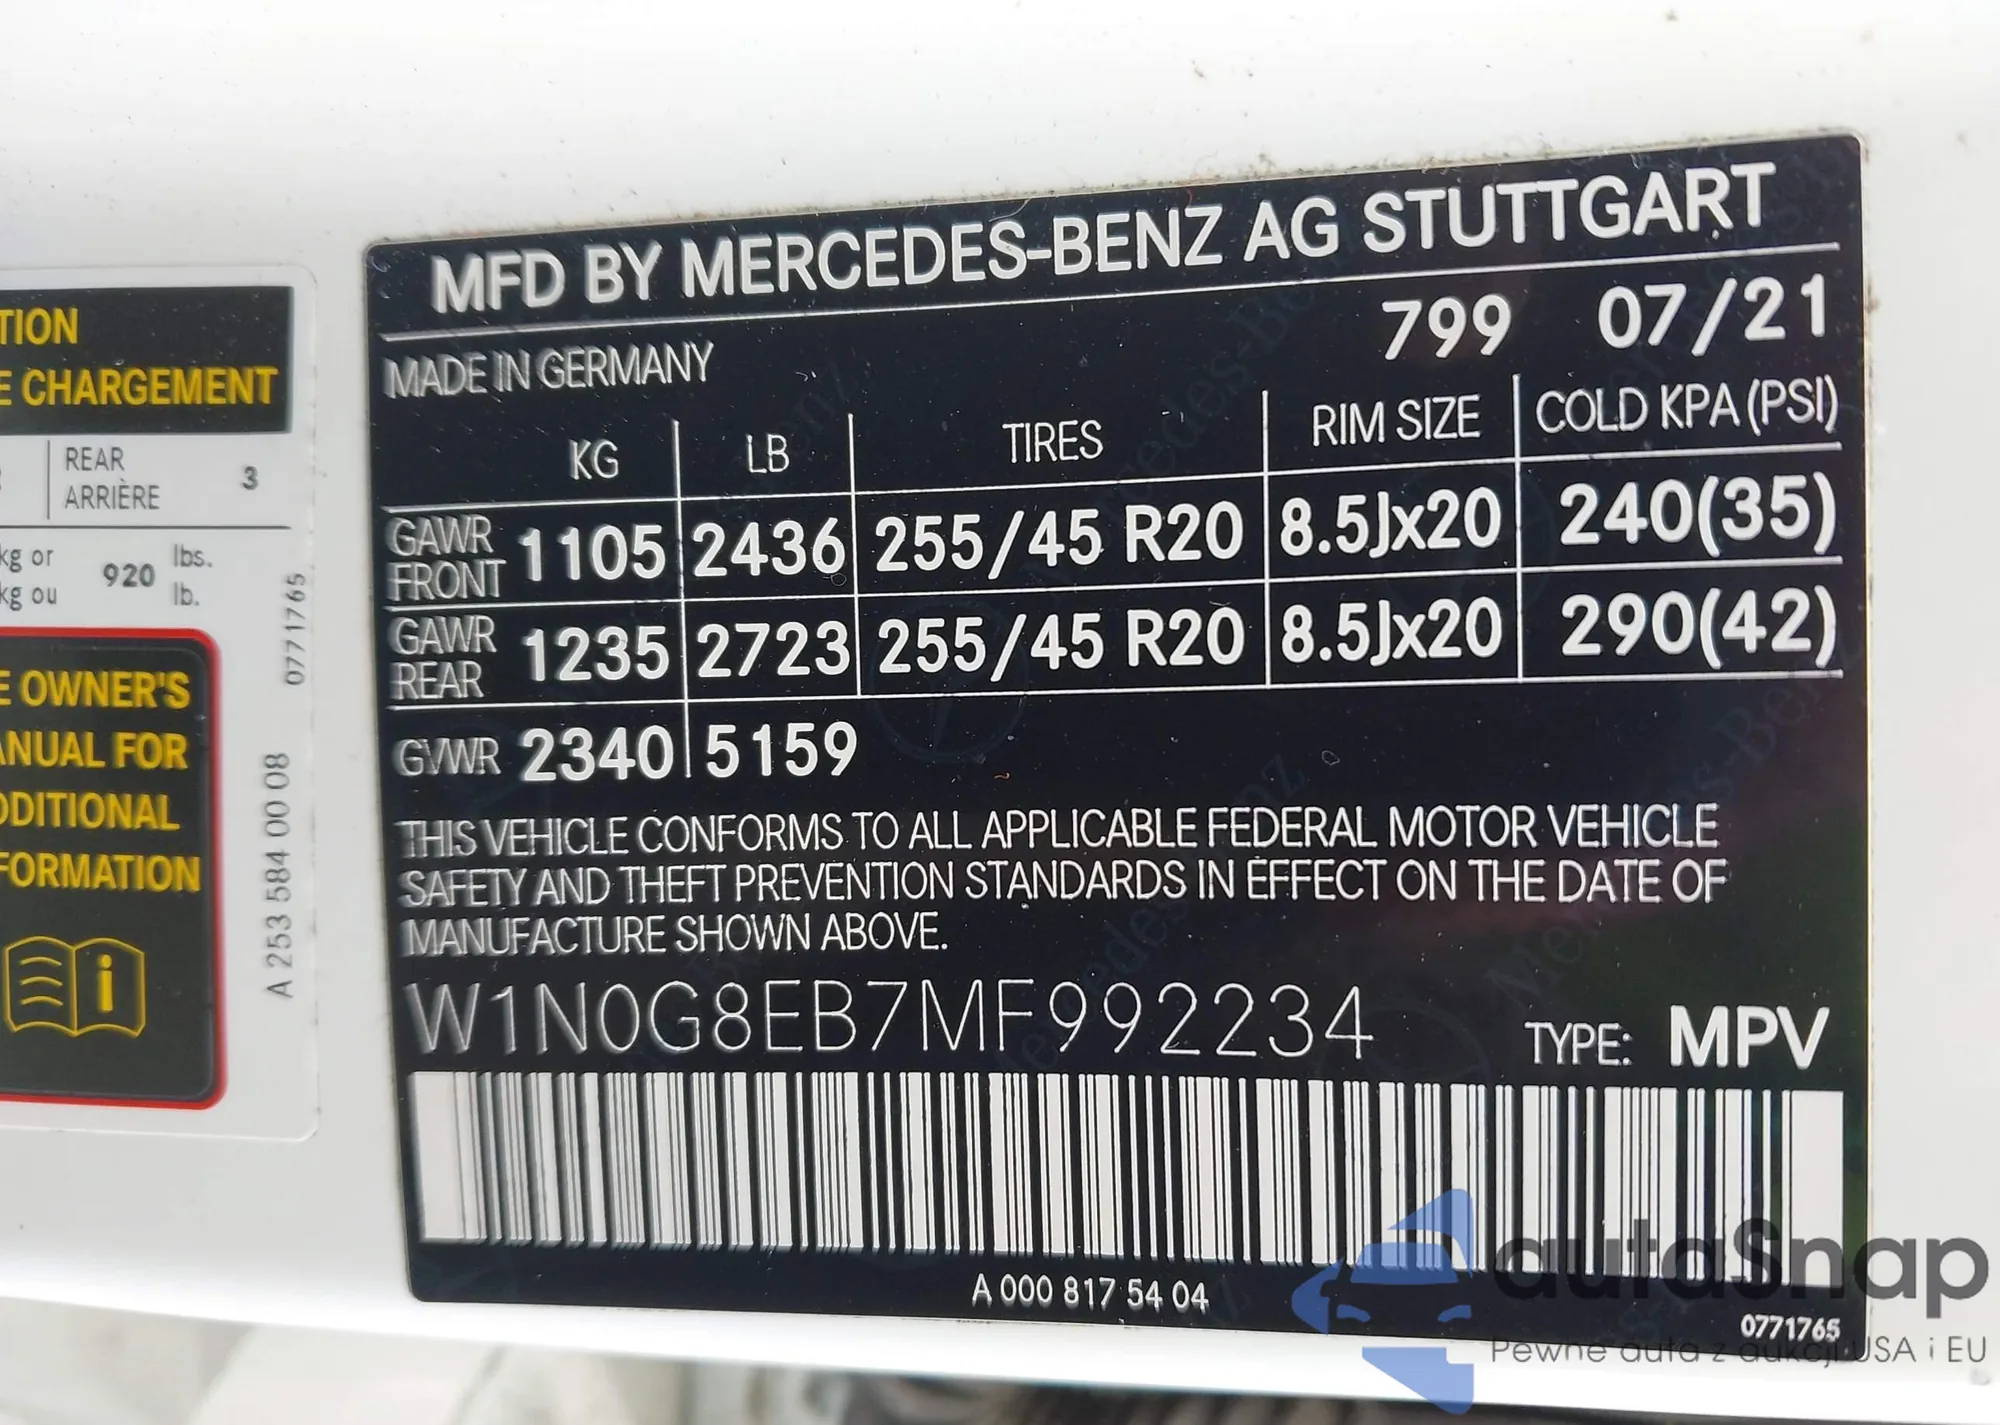 TION
E CHARGEMENT
REAR
ARRIÈRE 3
kg or
kg ou
920
lbs.
lb.
0771765
E OWNER'S
ANUAL FOR
DDITIONAL
FORMATION
i
A 253 584 00 08
MFD BY MERCEDES-BENZ AG STUTTGART
799 07/21
MADE IN GERMANY
KG LB TIRES RIM SIZE COLD KPA (PSI)
GAWR FRONT 1105 2436 255/45 R20 8.5Jx20 240(35)
GAWR REAR 1235 2723 255/45 R20 8.5Jx20 290(42)
GVWR 2340 5159
THIS VEHICLE CONFORMS TO ALL APPLICABLE FEDERAL MOTOR VEHICLE
SAFETY AND THEFT PREVENTION STANDARDS IN EFFECT ON THE DATE OF
MANUFACTURE SHOWN ABOVE.
W1N0G8EB7MF992234 TYPE: MPV
A 000 817 54 04
0771765
autaSnap
Pewne auta z aukcji USA i EU